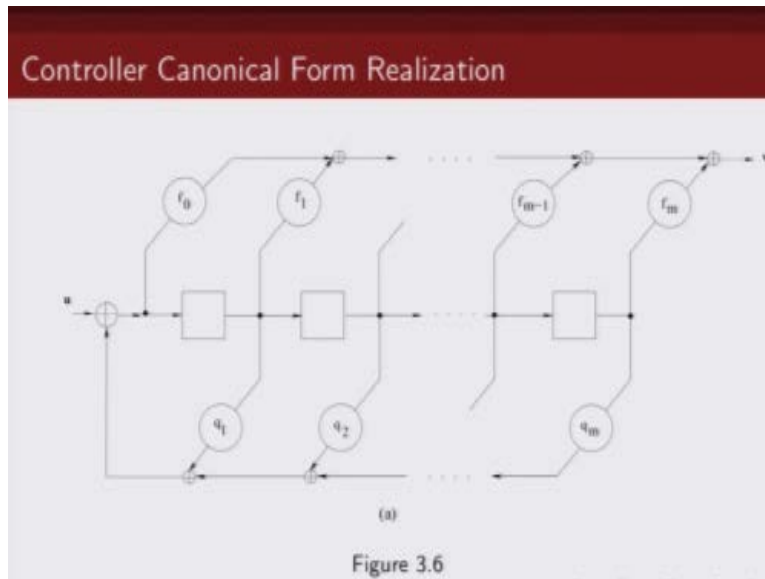 Controller Canonical Form Realization
f0
f1
fm-1
fm
u
q1
q2
qm
(a)
Figure 3.6